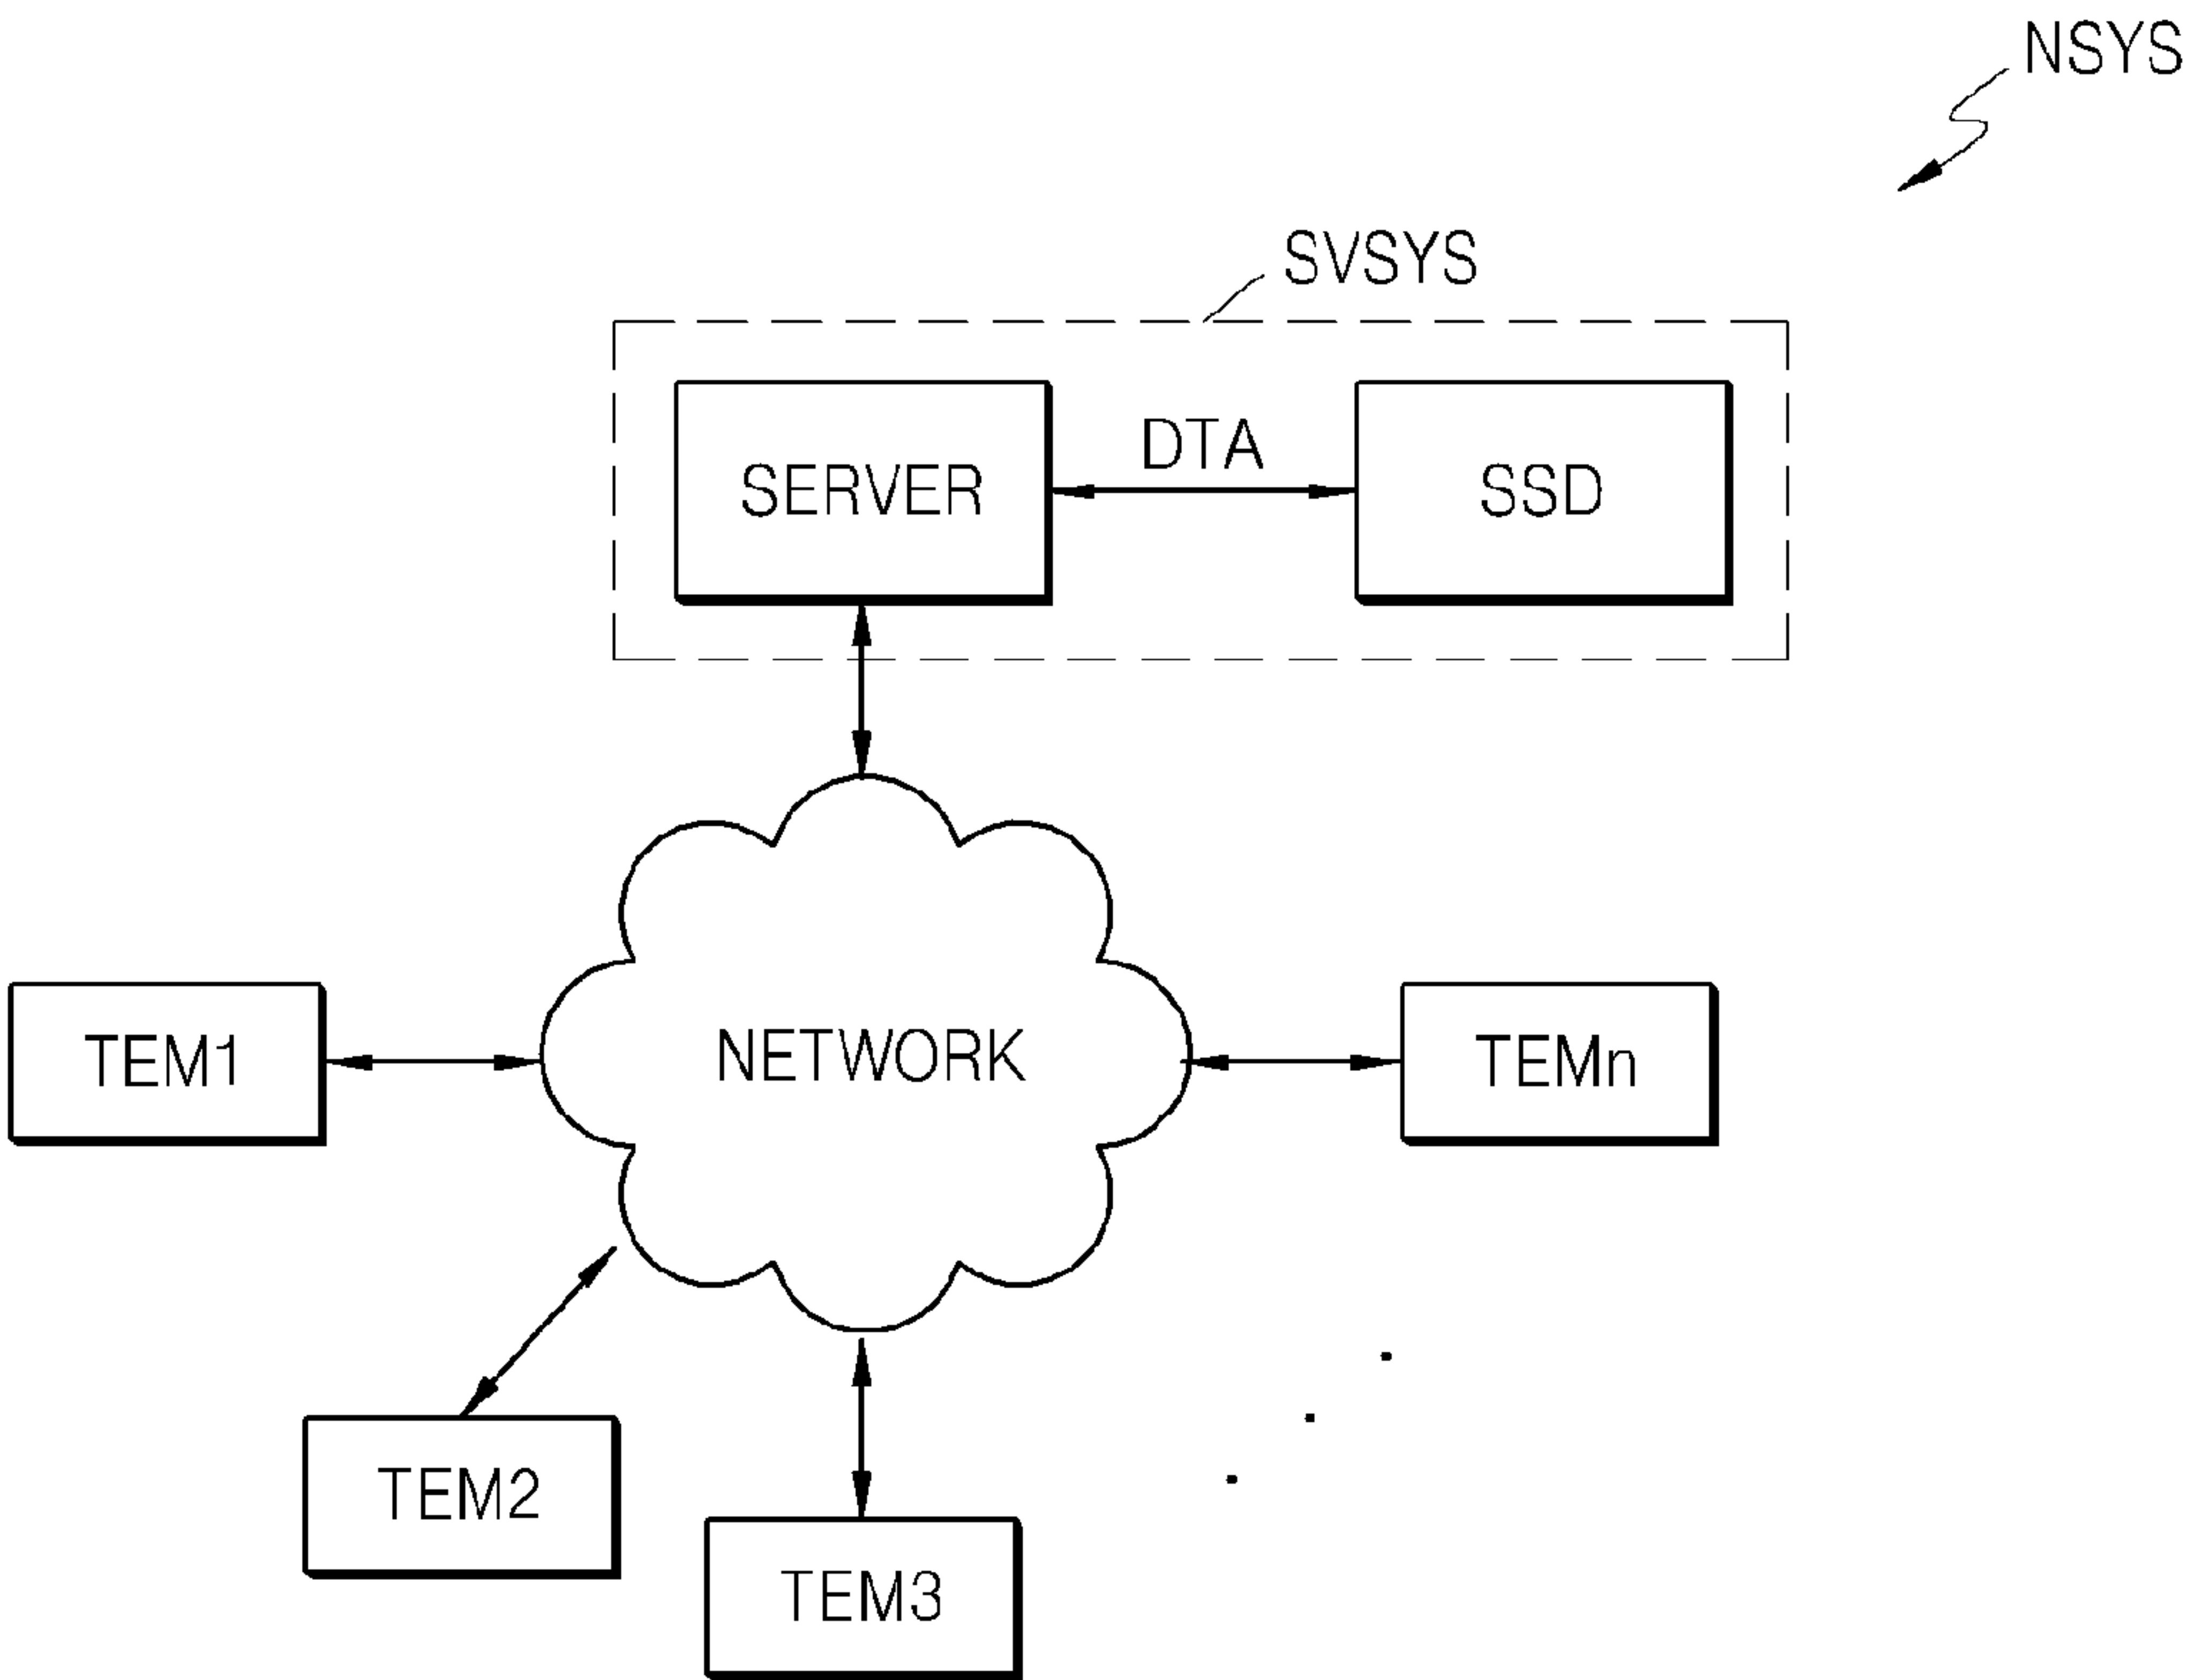 NSYS
SVSYS
SERVER
DTA
SSD
NETWORK
TEM1
TEMn
TEM2
TEM3